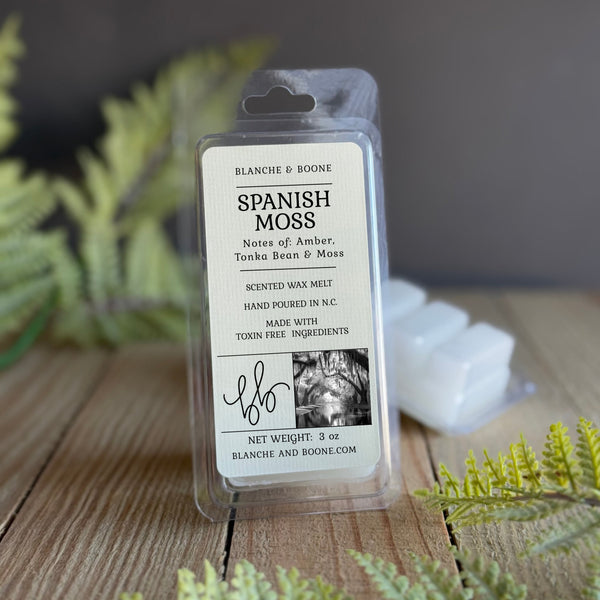 BLANCHE & BOONE
SPANISH
MOSS
Notes of: Amber,
Tonka Bean & Moss
SCENTED WAX MELT
HAND POURED IN N.C.
MADE WITH
TOXIN FREE INGREDIENTS
bb
NET WEIGHT: 3 oz
BLANCHE AND BOONE.COM